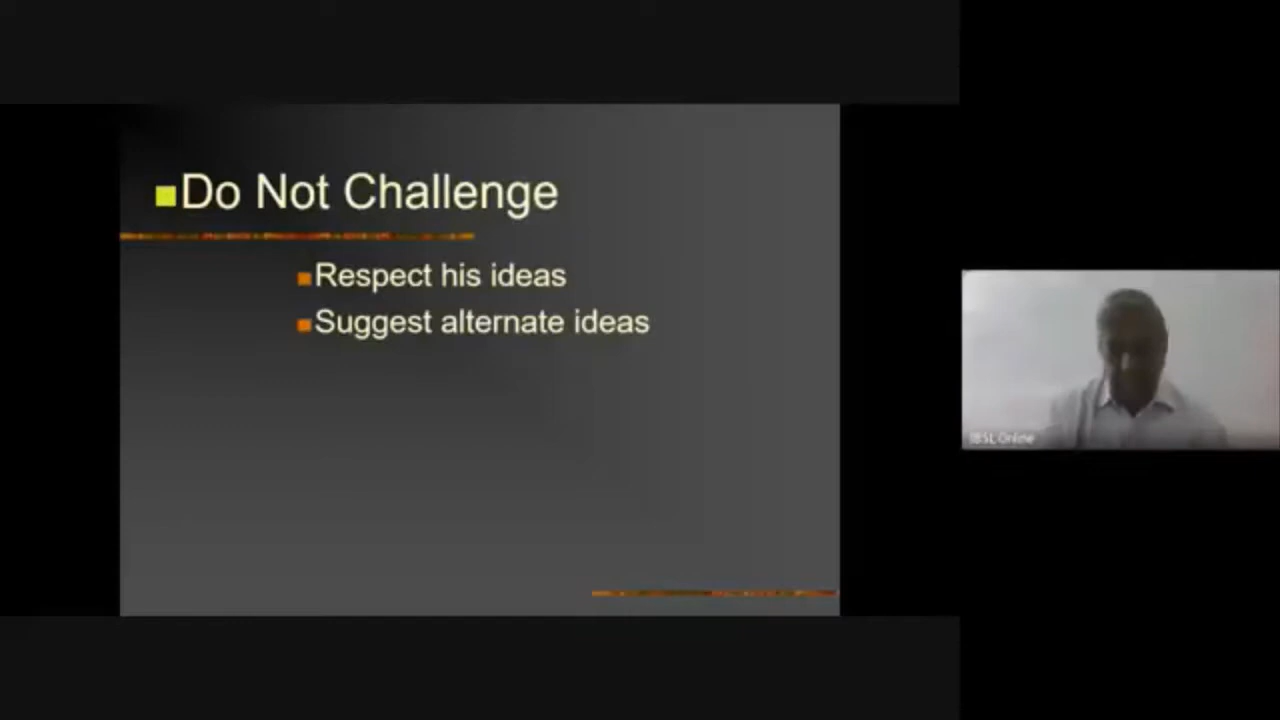 Do Not Challenge
Respect his ideas
Suggest alternate ideas
IBSL Online